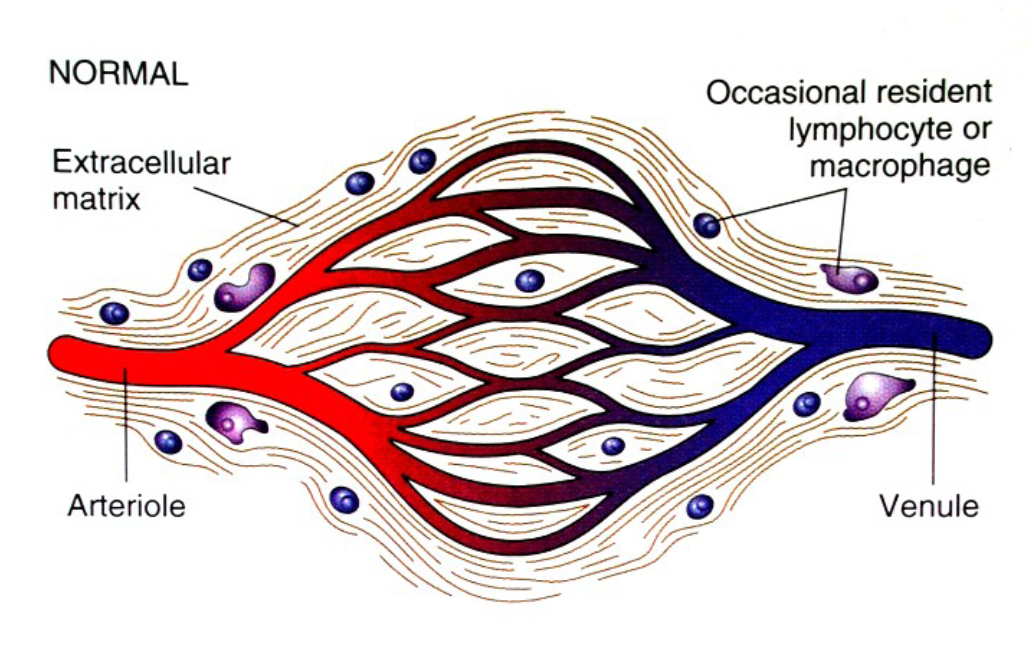 NORMAL
Extracellular
matrix
Occasional resident
lymphocyte or
macrophage
Arteriole
Venule